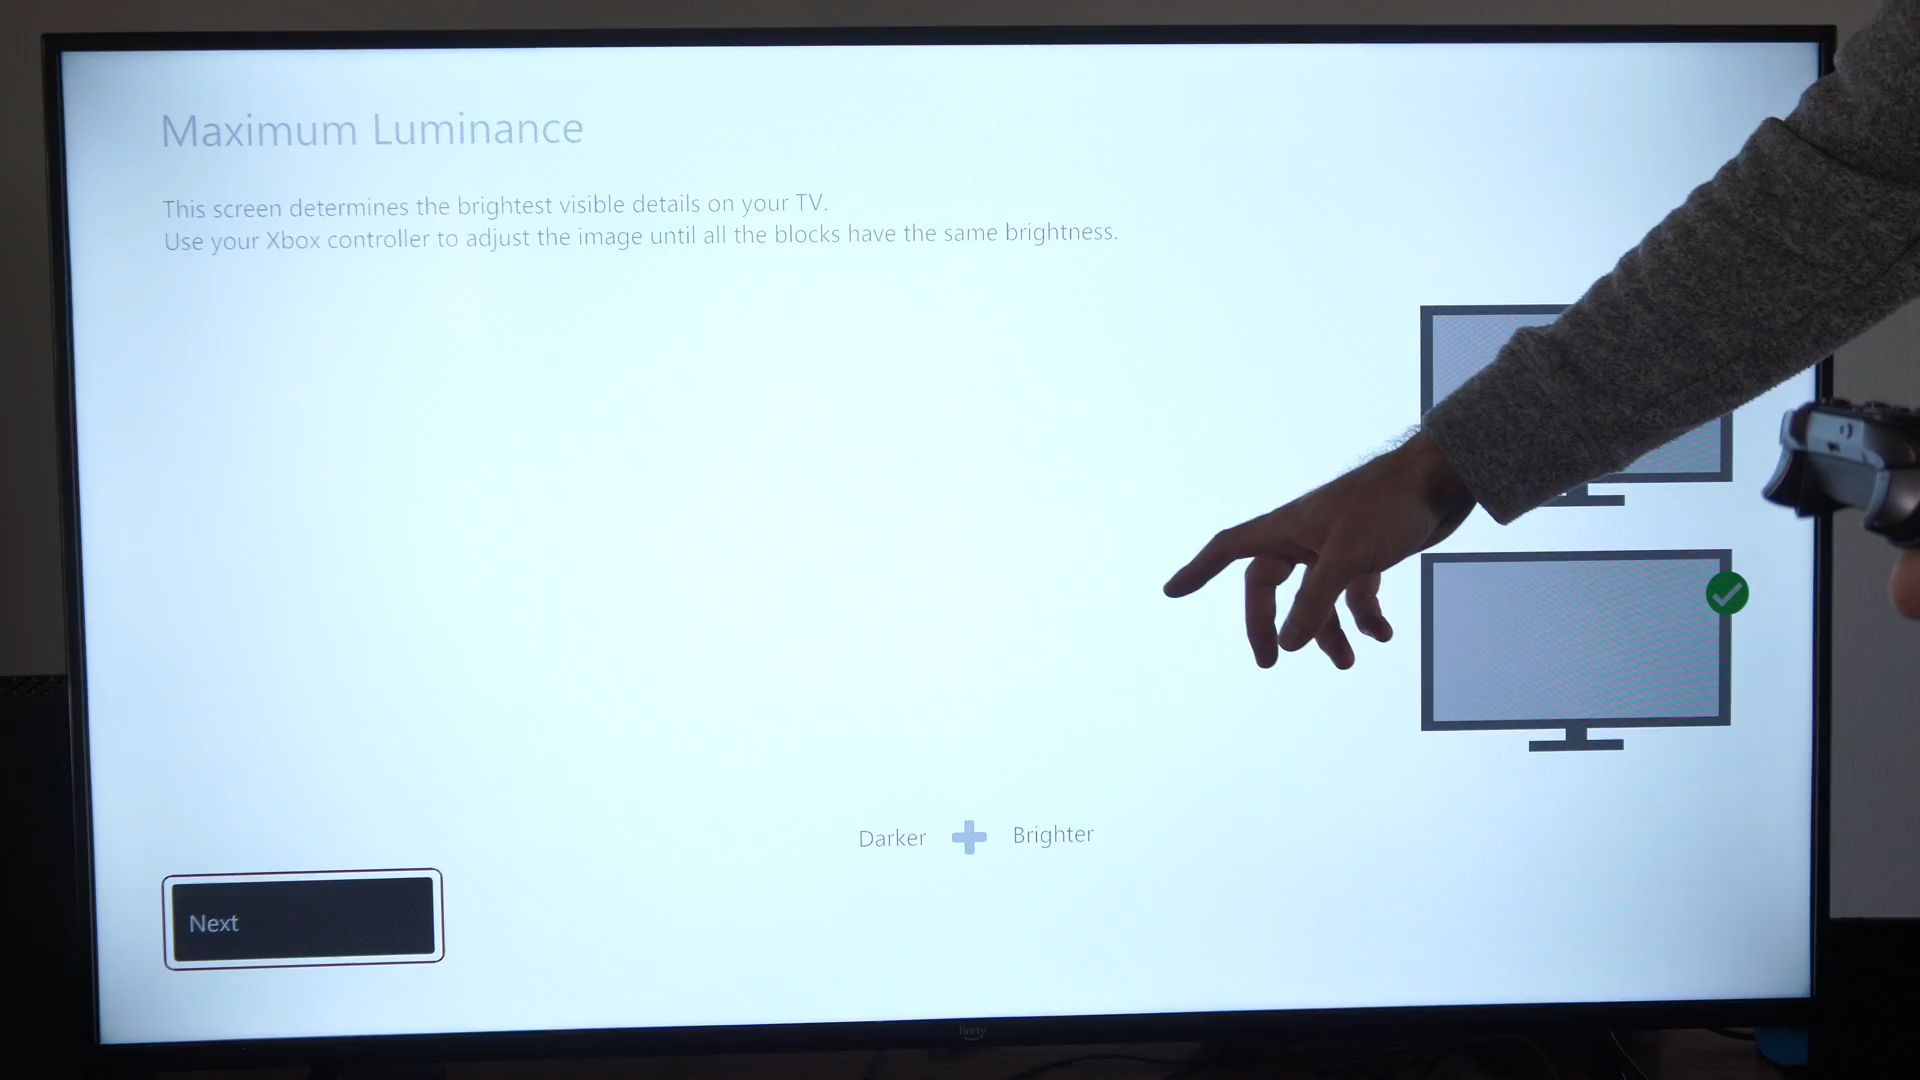 Maximum Luminance
This screen determines the brightest visible details on your TV.
Use your Xbox controller to adjust the image until all the blocks have the same brightness.
Darker
Brighter
Next
firetv